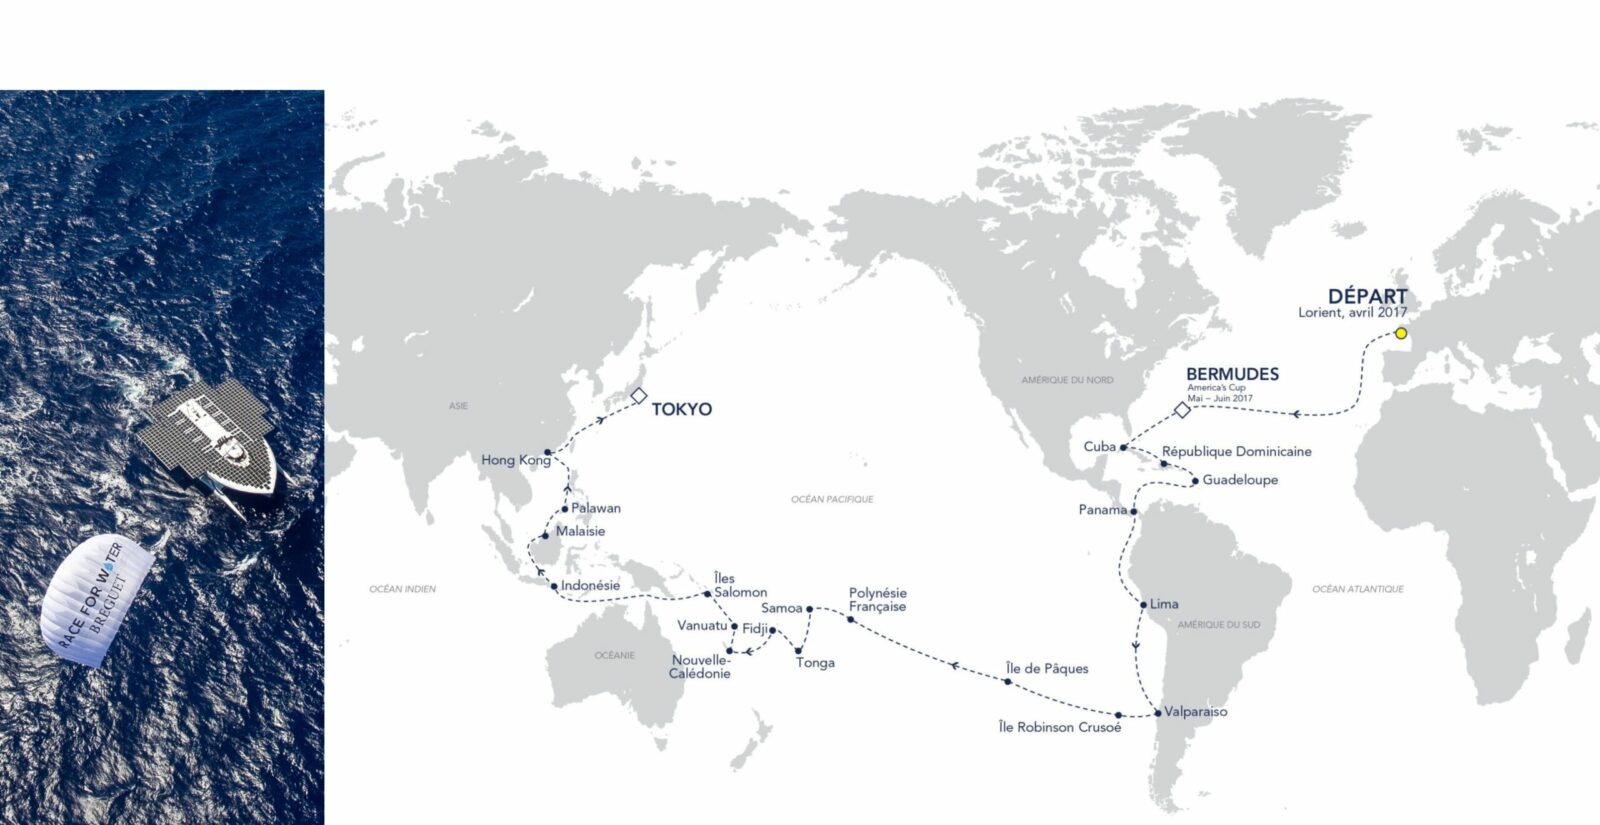 RACE FOR WATER
BREGUET
DÉPART
Lorient, avril 2017
BERMUDES
America's Cup
Mai – Juin 2017
AMÉRIQUE DU NORD
ASIE
TOKYO
Cuba
République Dominicaine
Hong Kong
Guadeloupe
OCÉAN PACIFIQUE
Palawan
Panama
Malaisie
OCÉAN INDIEN
Indonésie
Îles
Salomon
Polynésie
Française
OCÉAN ATLANTIQUE
Samoa
Lima
Vanuatu
Fidji
AMÉRIQUE DU SUD
OCÉANIE
Nouvelle-
Calédonie
Tonga
Île de Pâques
Valparaiso
Île Robinson Crusoé